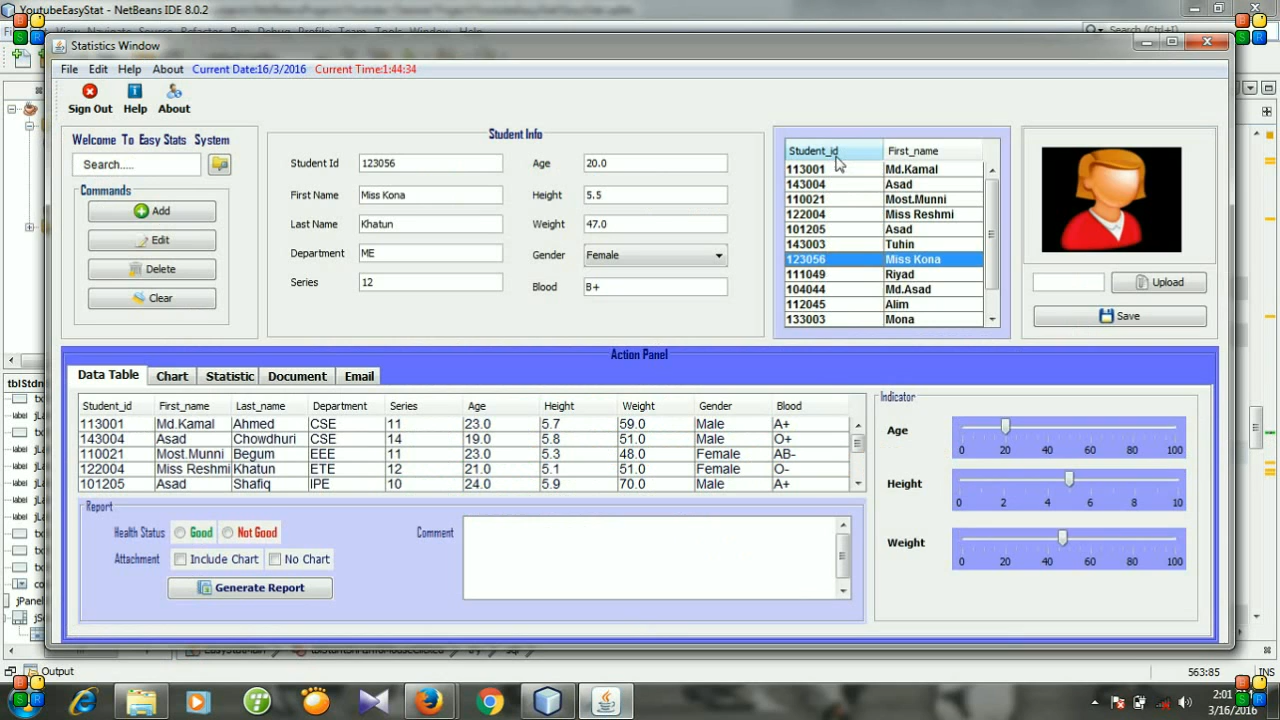 YoutubeEasyStat - NetBeans IDE 8.0.2
Search (Ctrl+I)
Statistics Window
File Edit Help About Current Date:16/3/2016 Current Time:1:44:34
Sign Out Help About
Welcome To Easy Stats System
Search.....
Commands
Add
Edit
Delete
Clear
Student Info
Student Id 123056 Age 20.0
First Name Miss Kona Height 5.5
Last Name Khatun Weight 47.0
Department ME Gender Female
Series 12 Blood B+
Student_id First_name
113001 Md.Kamal
143004 Asad
110021 Most.Munni
122004 Miss Reshmi
101205 Asad
143003 Tuhin
123056 Miss Kona
111049 Riyad
104044 Md.Asad
112045 Alim
133003 Mona
Upload
Save
Action Panel
Data Table Chart Statistic Document Email
Student_id First_name Last_name Department Series Age Height Weight Gender Blood
113001 Md.Kamal Ahmed CSE 11 23.0 5.7 59.0 Male A+
143004 Asad Chowdhuri CSE 14 19.0 5.8 51.0 Male O+
110021 Most.Munni Begum EEE 11 23.0 5.3 48.0 Female AB-
122004 Miss Reshmi Khatun ETE 12 21.0 5.1 51.0 Female O-
101205 Asad Shafiq IPE 10 24.0 5.9 70.0 Male A+
Indicator
Age
0 20 40 60 80 100
Height
0 2 4 6 8 10
Weight
0 20 40 60 80 100
Report
Health Status Good Not Good
Attachment Include Chart No Chart
Generate Report
Comment
Output
563:85 INS
3/16/2016